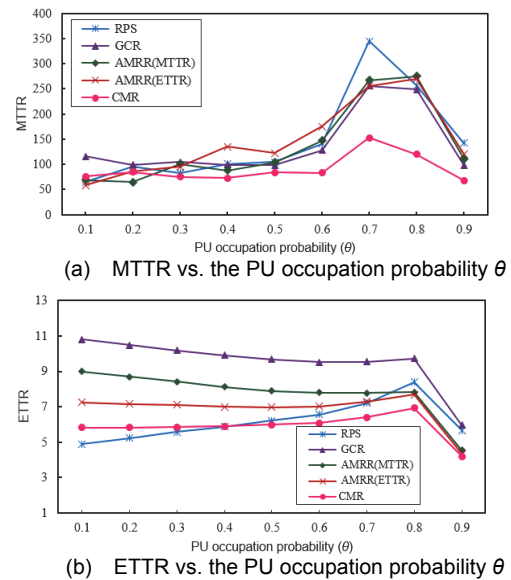 400
350
300
250
200
150
100
50
0
MTTR
RPS
GCR
AMRR(MTTR)
AMRR(ETTR)
CMR
0.1 0.2 0.3 0.4 0.5 0.6 0.7 0.8 0.9
PU occupation probability (θ)
(a) MTTR vs. the PU occupation probability θ
13
11
9
7
5
3
1
ETTR
RPS
GCR
AMRR(MTTR)
AMRR(ETTR)
CMR
0.1 0.2 0.3 0.4 0.5 0.6 0.7 0.8 0.9
PU occupation probability (θ)
(b) ETTR vs. the PU occupation probability θ